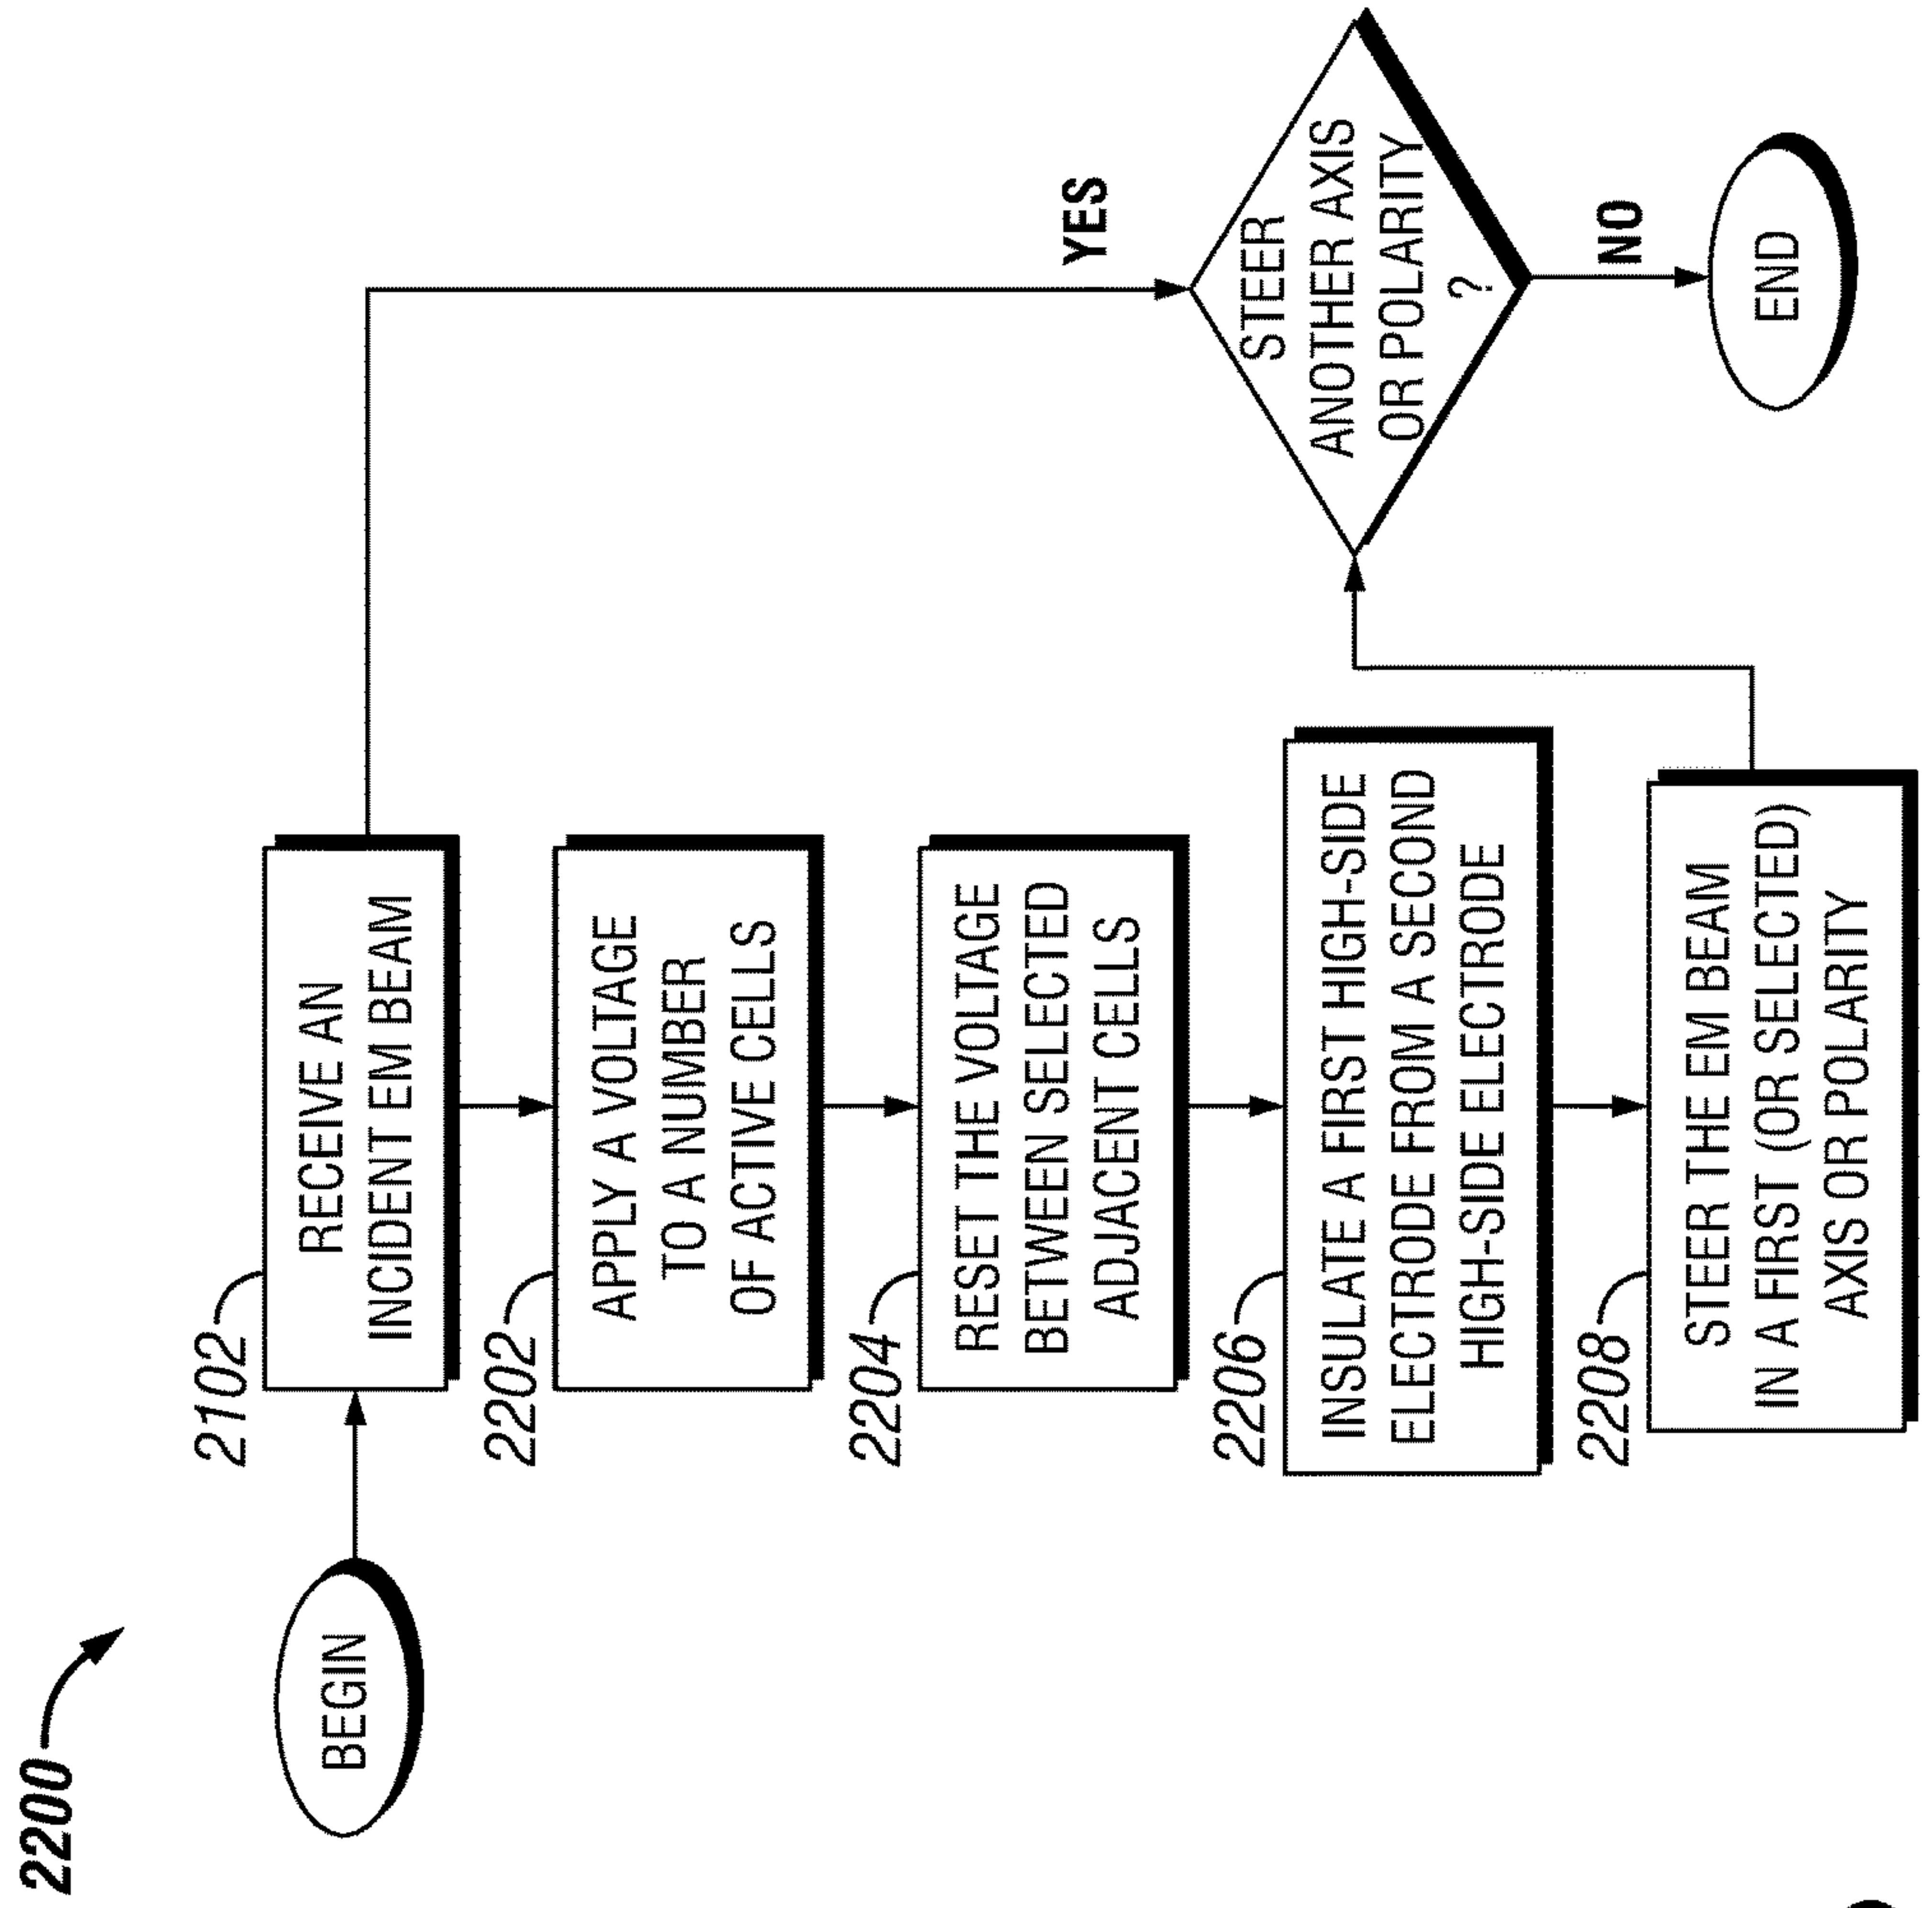 2200
BEGIN
2102
RECEIVE AN
INCIDENT EM BEAM
2202
APPLY A VOLTAGE
TO A NUMBER
OF ACTIVE CELLS
2204
RESET THE VOLTAGE
BETWEEN SELECTED
ADJACENT CELLS
2206
INSULATE A FIRST HIGH-SIDE
ELECTRODE FROM A SECOND
HIGH-SIDE ELECTRODE
2208
STEER THE EM BEAM
IN A FIRST (OR SELECTED)
AXIS OR POLARITY
YES
STEER
ANOTHER AXIS
OR POLARITY
?
NO
END